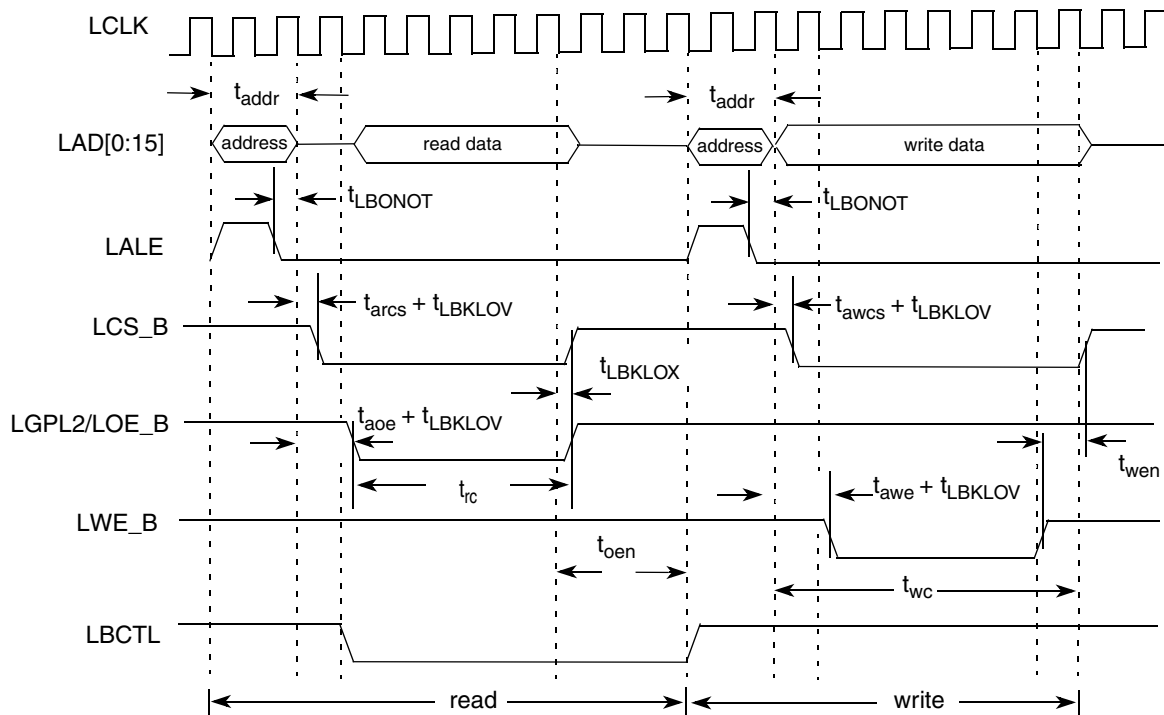 LCLK
t_addr t_addr
LAD[0:15] address read data address write data
t_LBONOT t_LBONOT
LALE
t_arcs + t_LBKLOV t_awcs + t_LBKLOV
LCS_B
t_LBKLOX
t_aoe + t_LBKLOV
LGPL2/LOE_B
t_wen
t_rc t_awe + t_LBKLOV
LWE_B
t_oen
t_wc
LBCTL
read write